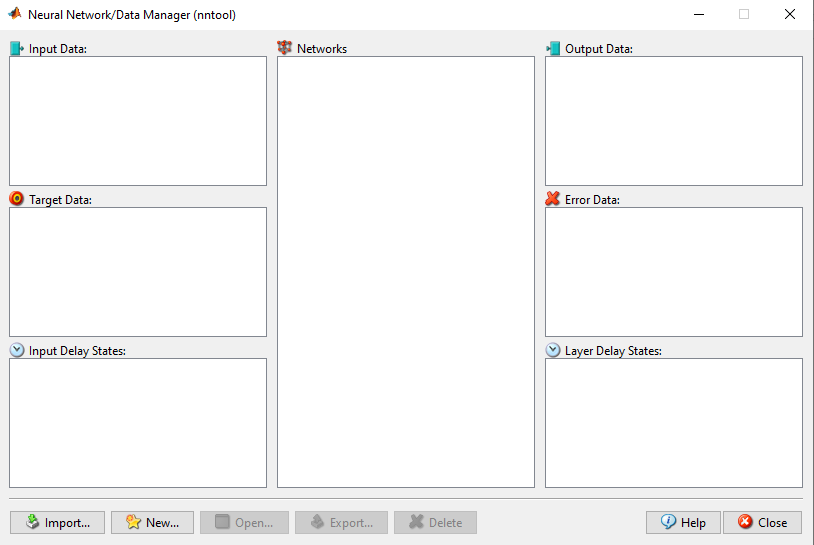 Neural Network/Data Manager (nntool)
Input Data:
Networks
Output Data:
Target Data:
Error Data:
Input Delay States:
Layer Delay States:
Import...
New...
Open...
Export...
Delete
Help
Close